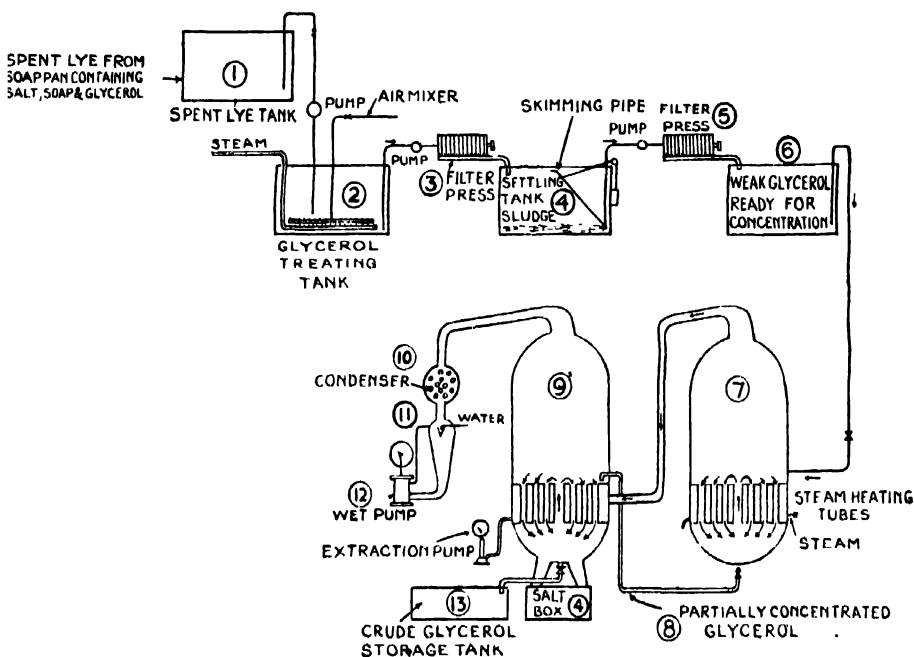 SPENT LYE FROM
SOAP PAN CONTAINING
SALT, SOAP & GLYCEROL
1
SPENT LYE TANK
PUMP
AIR MIXER
STEAM
2
GLYCEROL
TREATING
TANK
PUMP
3 FILTER
PRESS
SKIMMING PIPE
SETTLING
TANK 4
SLUDGE
PUMP
FILTER 5
PRESS
6
WEAK GLYCEROL
READY FOR
CONCENTRATION
10
CONDENSER
11
WATER
12
WET PUMP
EXTRACTION PUMP
9
7
STEAM HEATING
TUBES
STEAM
13
CRUDE GLYCEROL
STORAGE TANK
SALT
BOX 4
8 PARTIALLY CONCENTRATED
GLYCEROL